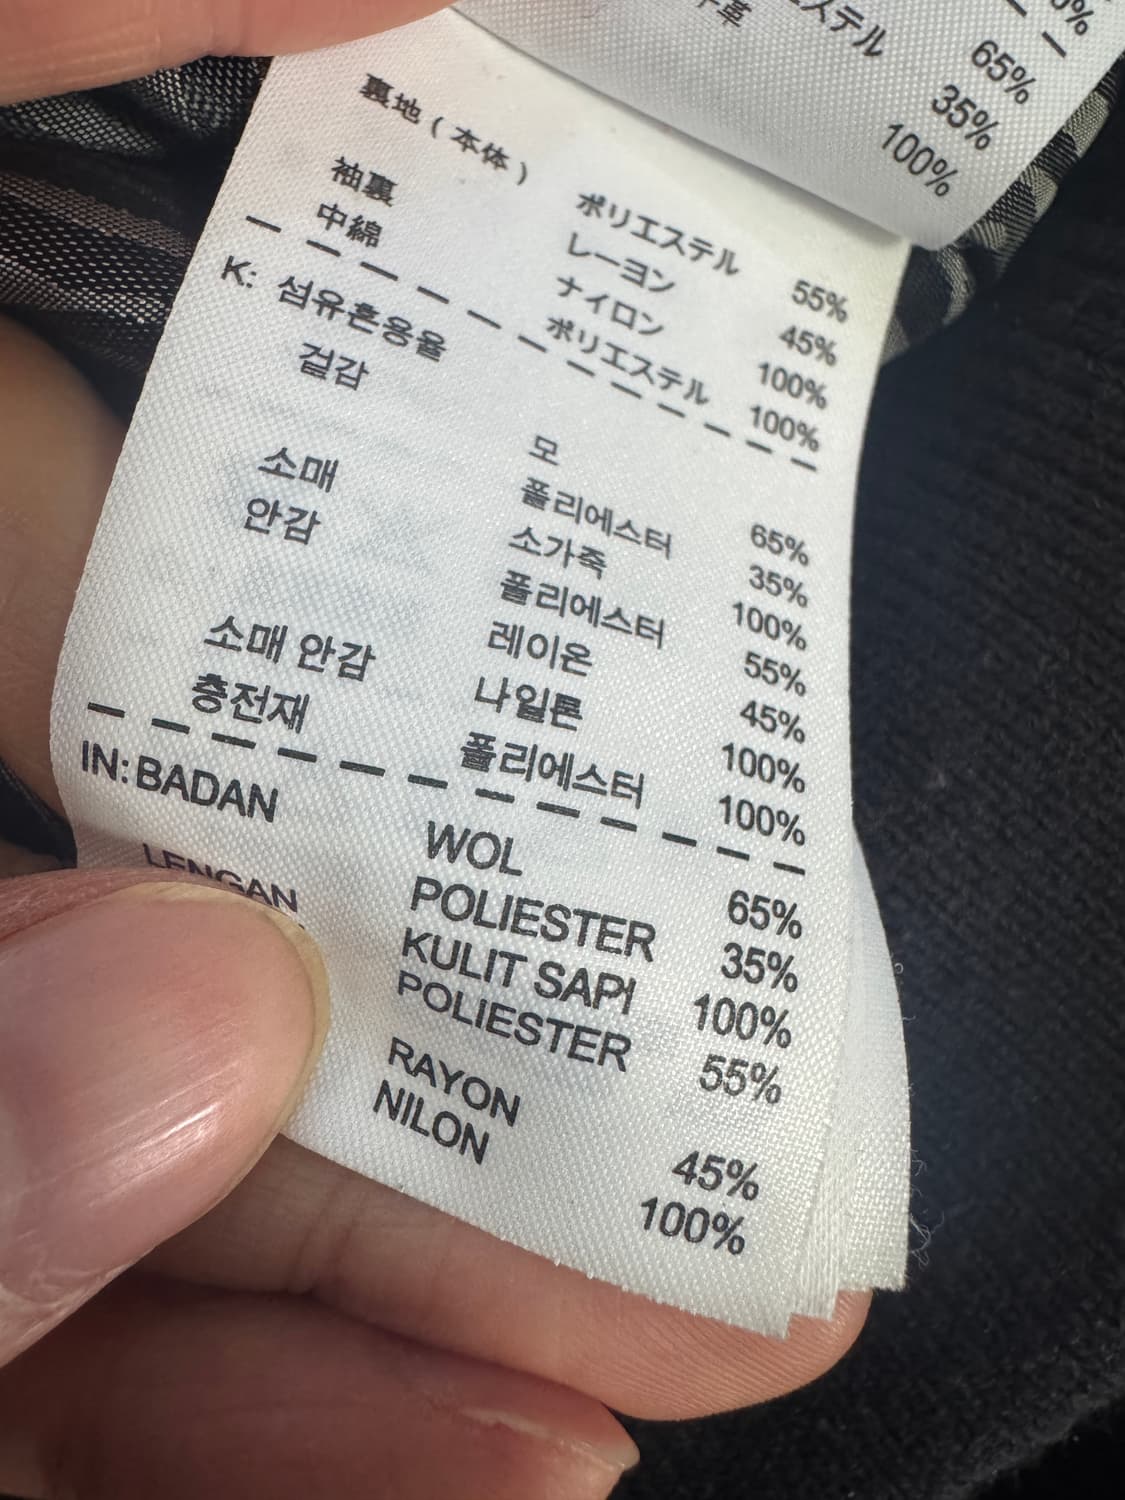 ステル
65%
35%
革 100%
裏地(本体) ポリエステル 55%
レーヨン 45%
袖裏 ナイロン 100%
中綿 ポリエステル 100%
K: 섬유혼용율
겉감 모 65%
폴리에스터 35%
소매 소가죽 100%
안감 폴리에스터 55%
레이온 45%
소매 안감 나일론 100%
충전재 폴리에스터 100%
IN: BADAN WOL 65%
POLIESTER 35%
LENGAN KULIT SAPI 100%
POLIESTER 55%
RAYON 45%
NILON 100%